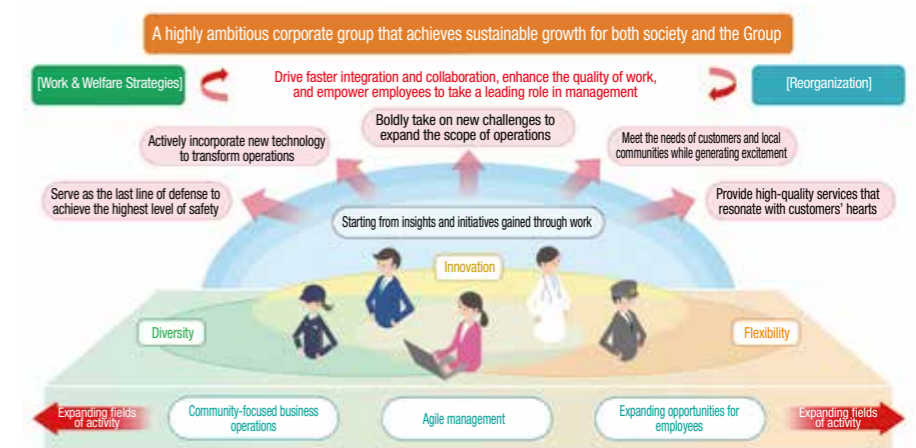 A highly ambitious corporate group that achieves sustainable growth for both society and the Group
[Work & Welfare Strategies]
Drive faster integration and collaboration, enhance the quality of work,
and empower employees to take a leading role in management
[Reorganization]
Boldly take on new challenges to
expand the scope of operations
Actively incorporate new technology
to transform operations
Meet the needs of customers and local
communities while generating excitement
Serve as the last line of defense to
achieve the highest level of safety
Provide high-quality services that
resonate with customers' hearts
Starting from insights and initiatives gained through work
Innovation
Diversity
Flexibility
Expanding fields
of activity
Community-focused business
operations
Agile management
Expanding opportunities for
employees
Expanding fields
of activity